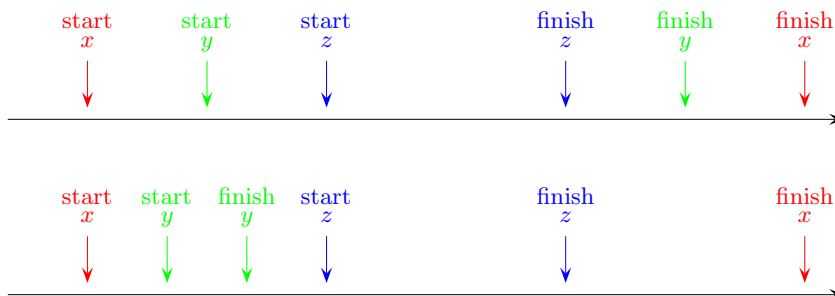 start start start finish finish finish
x y z z y x
start start finish start finish finish
x y y z z x